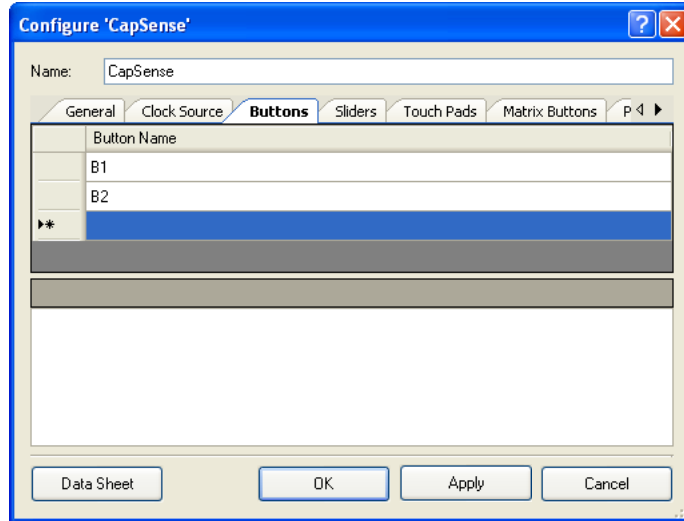 Configure 'CapSense'
Name: CapSense
General Clock Source Buttons Sliders Touch Pads Matrix Buttons P
Button Name
B1
B2
Data Sheet OK Apply Cancel